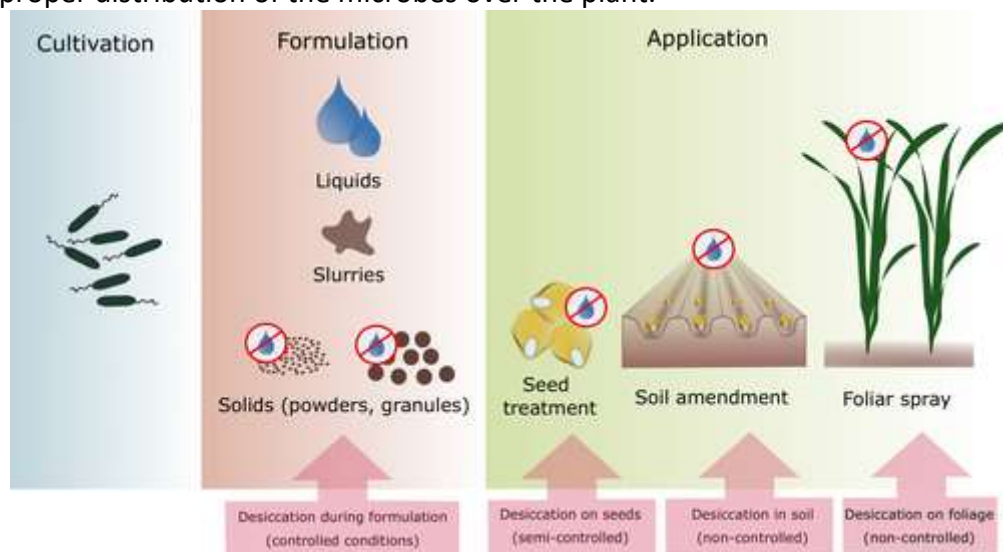 proper distribution of the microbes over the plant.
Cultivation
Formulation
Application
Liquids
Slurries
Solids (powders, granules)
Seed
treatment
Soil amendment
Foliar spray
Desiccation during formulation
(controlled conditions)
Desiccation on seeds
(semi-controlled)
Desiccation in soil
(non-controlled)
Desiccation on foliage
(non-controlled)